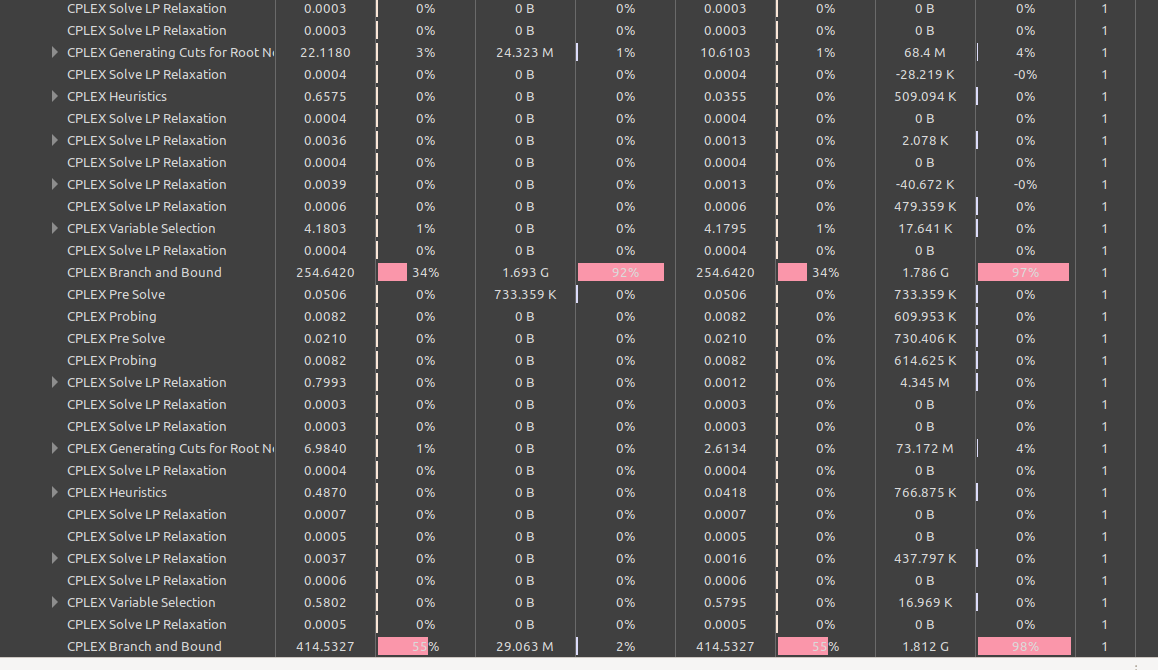 CPLEX Solve LP Relaxation 0.0003 0% 0 B 0% 0.0003 0% 0 B 0% 1
CPLEX Solve LP Relaxation 0.0003 0% 0 B 0% 0.0003 0% 0 B 0% 1
CPLEX Generating Cuts for Root No 22.1180 3% 24.323 M 1% 10.6103 1% 68.4 M 4% 1
CPLEX Solve LP Relaxation 0.0004 0% 0 B 0% 0.0004 0% -28.219 K -0% 1
CPLEX Heuristics 0.6575 0% 0 B 0% 0.0355 0% 509.094 K 0% 1
CPLEX Solve LP Relaxation 0.0004 0% 0 B 0% 0.0004 0% 0 B 0% 1
CPLEX Solve LP Relaxation 0.0036 0% 0 B 0% 0.0013 0% 2.078 K 0% 1
CPLEX Solve LP Relaxation 0.0004 0% 0 B 0% 0.0004 0% 0 B 0% 1
CPLEX Solve LP Relaxation 0.0039 0% 0 B 0% 0.0013 0% -40.672 K -0% 1
CPLEX Solve LP Relaxation 0.0006 0% 0 B 0% 0.0006 0% 479.359 K 0% 1
CPLEX Variable Selection 4.1803 1% 0 B 0% 4.1795 1% 17.641 K 0% 1
CPLEX Solve LP Relaxation 0.0004 0% 0 B 0% 0.0004 0% 0 B 0% 1
CPLEX Branch and Bound 254.6420 34% 1.693 G 92% 254.6420 34% 1.786 G 97% 1
CPLEX Pre Solve 0.0506 0% 733.359 K 0% 0.0506 0% 733.359 K 0% 1
CPLEX Probing 0.0082 0% 0 B 0% 0.0082 0% 609.953 K 0% 1
CPLEX Pre Solve 0.0210 0% 0 B 0% 0.0210 0% 730.406 K 0% 1
CPLEX Probing 0.0082 0% 0 B 0% 0.0082 0% 614.625 K 0% 1
CPLEX Solve LP Relaxation 0.7993 0% 0 B 0% 0.0012 0% 4.345 M 0% 1
CPLEX Solve LP Relaxation 0.0003 0% 0 B 0% 0.0003 0% 0 B 0% 1
CPLEX Solve LP Relaxation 0.0003 0% 0 B 0% 0.0003 0% 0 B 0% 1
CPLEX Generating Cuts for Root No 6.9840 1% 0 B 0% 2.6134 0% 73.172 M 4% 1
CPLEX Solve LP Relaxation 0.0004 0% 0 B 0% 0.0004 0% 0 B 0% 1
CPLEX Heuristics 0.4870 0% 0 B 0% 0.0418 0% 766.875 K 0% 1
CPLEX Solve LP Relaxation 0.0007 0% 0 B 0% 0.0007 0% 0 B 0% 1
CPLEX Solve LP Relaxation 0.0005 0% 0 B 0% 0.0005 0% 0 B 0% 1
CPLEX Solve LP Relaxation 0.0037 0% 0 B 0% 0.0016 0% 437.797 K 0% 1
CPLEX Solve LP Relaxation 0.0006 0% 0 B 0% 0.0006 0% 0 B 0% 1
CPLEX Variable Selection 0.5802 0% 0 B 0% 0.5795 0% 16.969 K 0% 1
CPLEX Solve LP Relaxation 0.0005 0% 0 B 0% 0.0005 0% 0 B 0% 1
CPLEX Branch and Bound 414.5327 55% 29.063 M 2% 414.5327 55% 1.812 G 98% 1